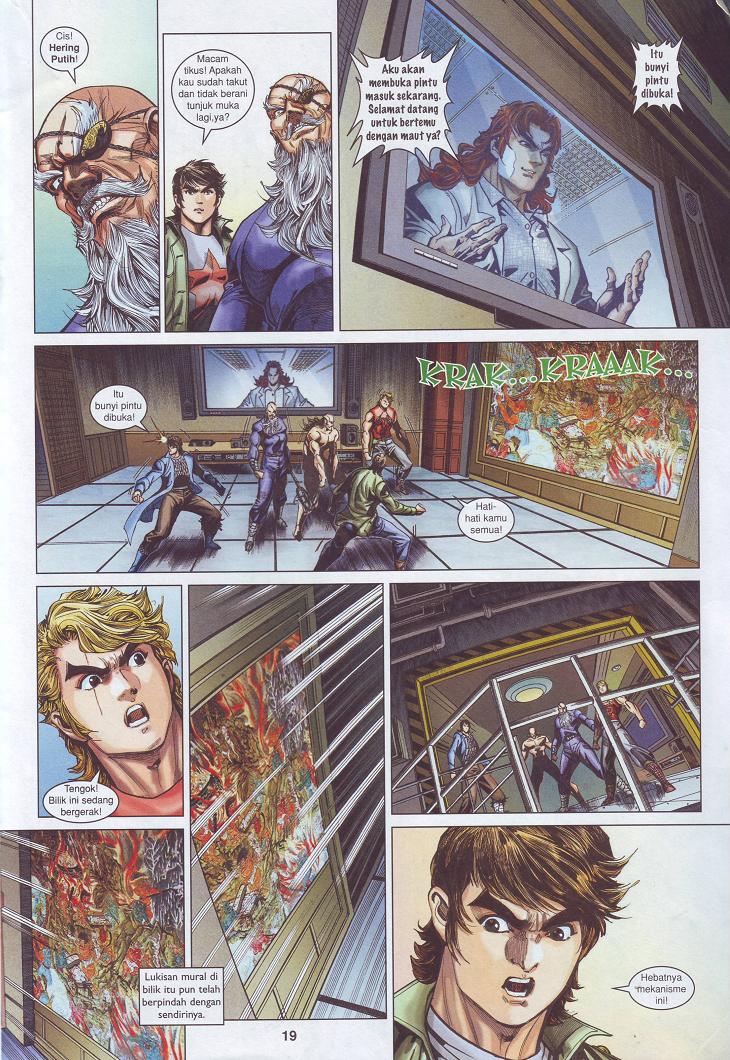 Cis!
Hering
Putih!
Macam
tikus! Apakah
kau sudah takut
dan tidak berani
tunjuk muka
lagi,ya?
Aku akan
membuka pintu
masuk sekarang.
Selamat datang
untuk bertemu
dengan maut ya?
Itu
bunyi
pintu
dibuka!
Itu
bunyi pintu
dibuka!
KRAK...KRAAAK...
Hati-
hati kamu
semua!
Tengok!
Bilik ini sedang
bergerak!
Lukisan mural di
bilik itu pun telah
berpindah dengan
sendirinya.
Hebatnya
mekanisme
ini!
19